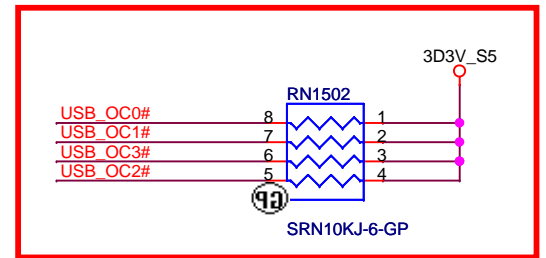 3D3V_S5
RN1502
USB_OC0# 8 1
USB_OC1# 7 2
USB_OC3# 6 3
USB_OC2# 5 4
GP
SRN10KJ-6-GP